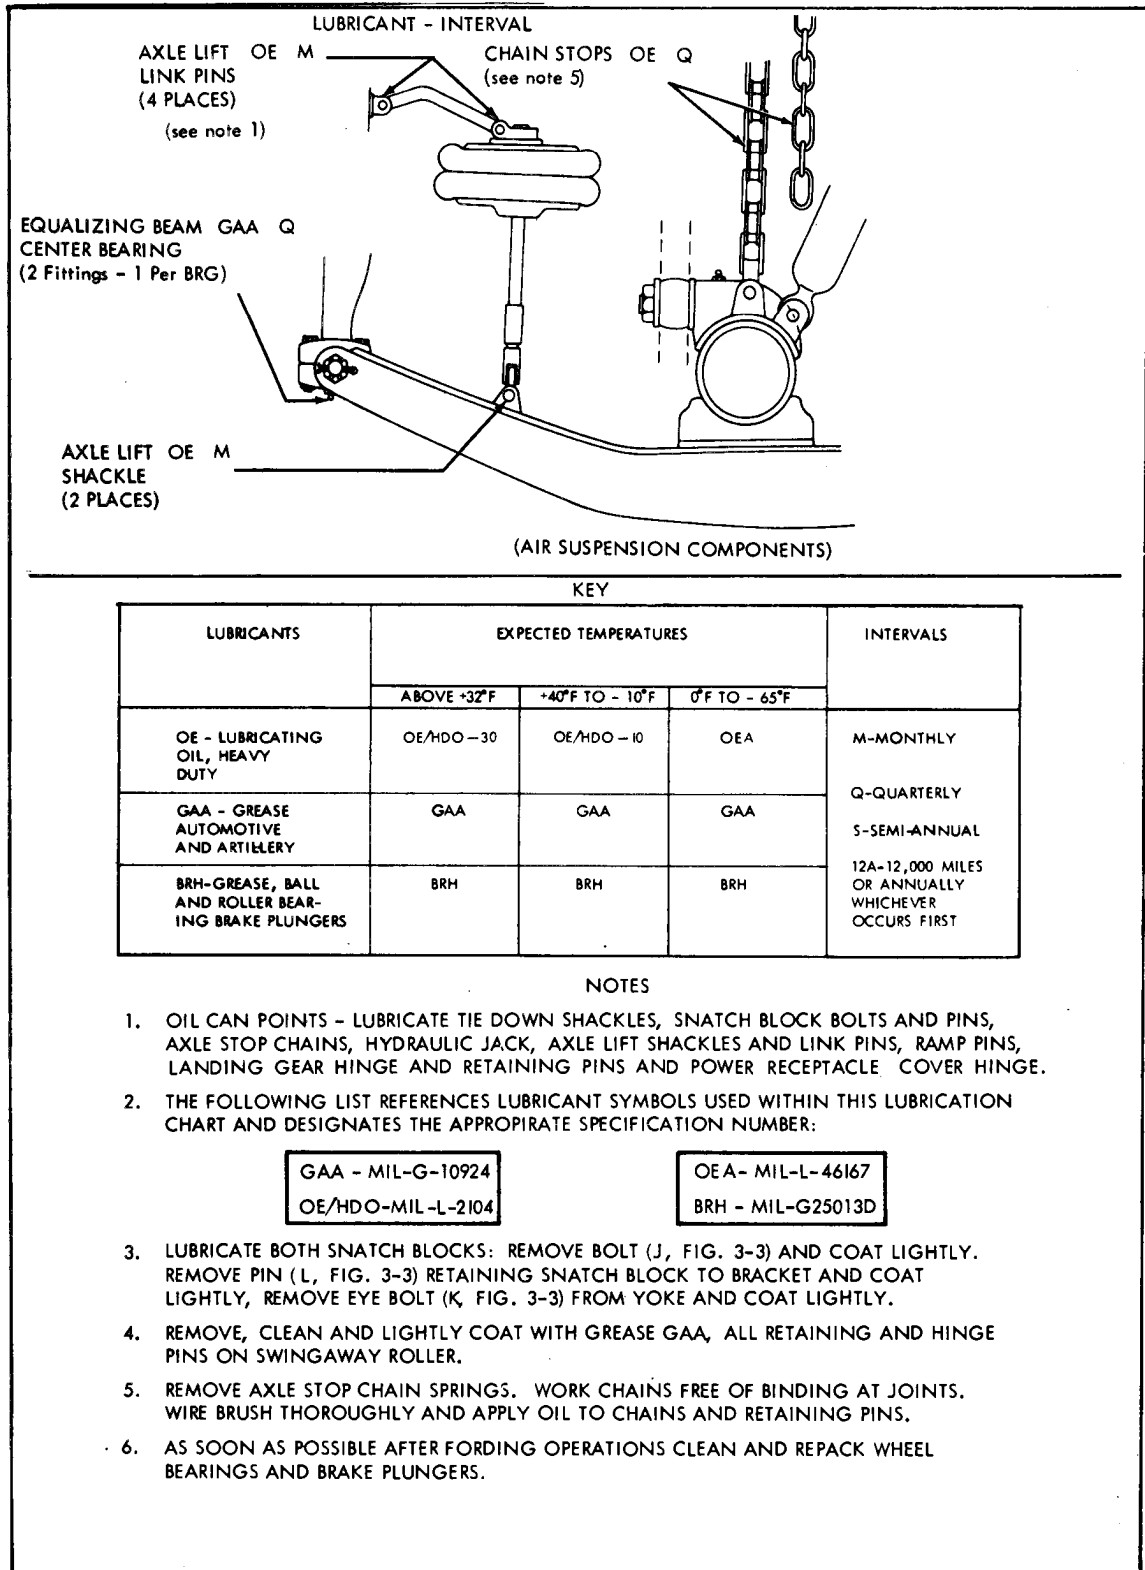 LUBRICANT - INTERVAL
AXLE LIFT OE M
LINK PINS
(4 PLACES)
(see note 1)
CHAIN STOPS OE Q
(see note 5)
EQUALIZING BEAM GAA Q
CENTER BEARING
(2 Fittings - 1 Per BRG)
AXLE LIFT OE M
SHACKLE
(2 PLACES)
(AIR SUSPENSION COMPONENTS)
KEY
LUBRICANTS EXPECTED TEMPERATURES INTERVALS
ABOVE +32°F +40°F TO - 10°F 0°F TO - 65°F
OE - LUBRICATING
OIL, HEAVY
DUTY
OE/HDO-30 OE/HDO-10 OEA
GAA - GREASE
AUTOMOTIVE
AND ARTILLERY
GAA GAA GAA
BRH-GREASE, BALL
AND ROLLER BEAR-
ING BRAKE PLUNGERS
BRH BRH BRH
M-MONTHLY
Q-QUARTERLY
S-SEMI-ANNUAL
12A-12,000 MILES
OR ANNUALLY
WHICHEVER
OCCURS FIRST
NOTES
1. OIL CAN POINTS - LUBRICATE TIE DOWN SHACKLES, SNATCH BLOCK BOLTS AND PINS,
AXLE STOP CHAINS, HYDRAULIC JACK, AXLE LIFT SHACKLES AND LINK PINS, RAMP PINS,
LANDING GEAR HINGE AND RETAINING PINS AND POWER RECEPTACLE COVER HINGE.
2. THE FOLLOWING LIST REFERENCES LUBRICANT SYMBOLS USED WITHIN THIS LUBRICATION
CHART AND DESIGNATES THE APPROPIRATE SPECIFICATION NUMBER:
GAA - MIL-G-10924
OE/HDO-MIL-L-2104
OEA- MIL-L-46167
BRH - MIL-G25013D
3. LUBRICATE BOTH SNATCH BLOCKS: REMOVE BOLT (J, FIG. 3-3) AND COAT LIGHTLY.
REMOVE PIN (L, FIG. 3-3) RETAINING SNATCH BLOCK TO BRACKET AND COAT
LIGHTLY, REMOVE EYE BOLT (K, FIG. 3-3) FROM YOKE AND COAT LIGHTLY.
4. REMOVE, CLEAN AND LIGHTLY COAT WITH GREASE GAA, ALL RETAINING AND HINGE
PINS ON SWINGAWAY ROLLER.
5. REMOVE AXLE STOP CHAIN SPRINGS. WORK CHAINS FREE OF BINDING AT JOINTS.
WIRE BRUSH THOROUGHLY AND APPLY OIL TO CHAINS AND RETAINING PINS.
6. AS SOON AS POSSIBLE AFTER FORDING OPERATIONS CLEAN AND REPACK WHEEL
BEARINGS AND BRAKE PLUNGERS.